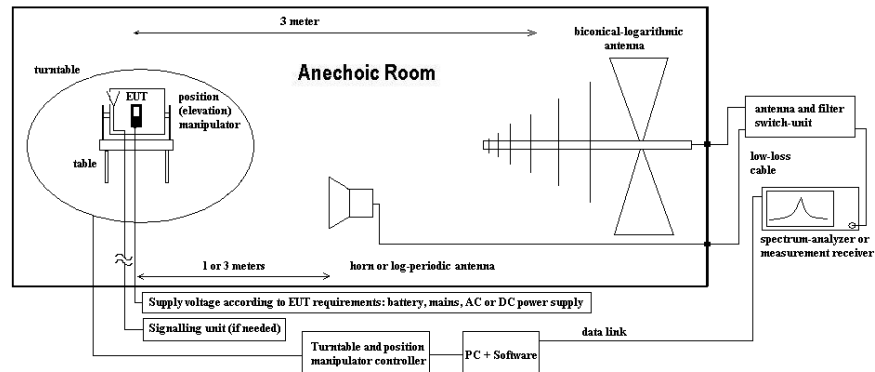 3 meter
biconical-logarithmic
antenna
turntable
Anechoic Room
EUT
position
(elevation)
manipulator
table
antenna and filter
switch-unit
low-loss
cable
spectrum-analyzer or
measurement receiver
1 or 3 meters
horn or log-periodic antenna
Supply voltage according to EUT requirements: battery, mains, AC or DC power supply
Signalling unit (if needed)
data link
Turntable and position
manipulator controller
PC + Software